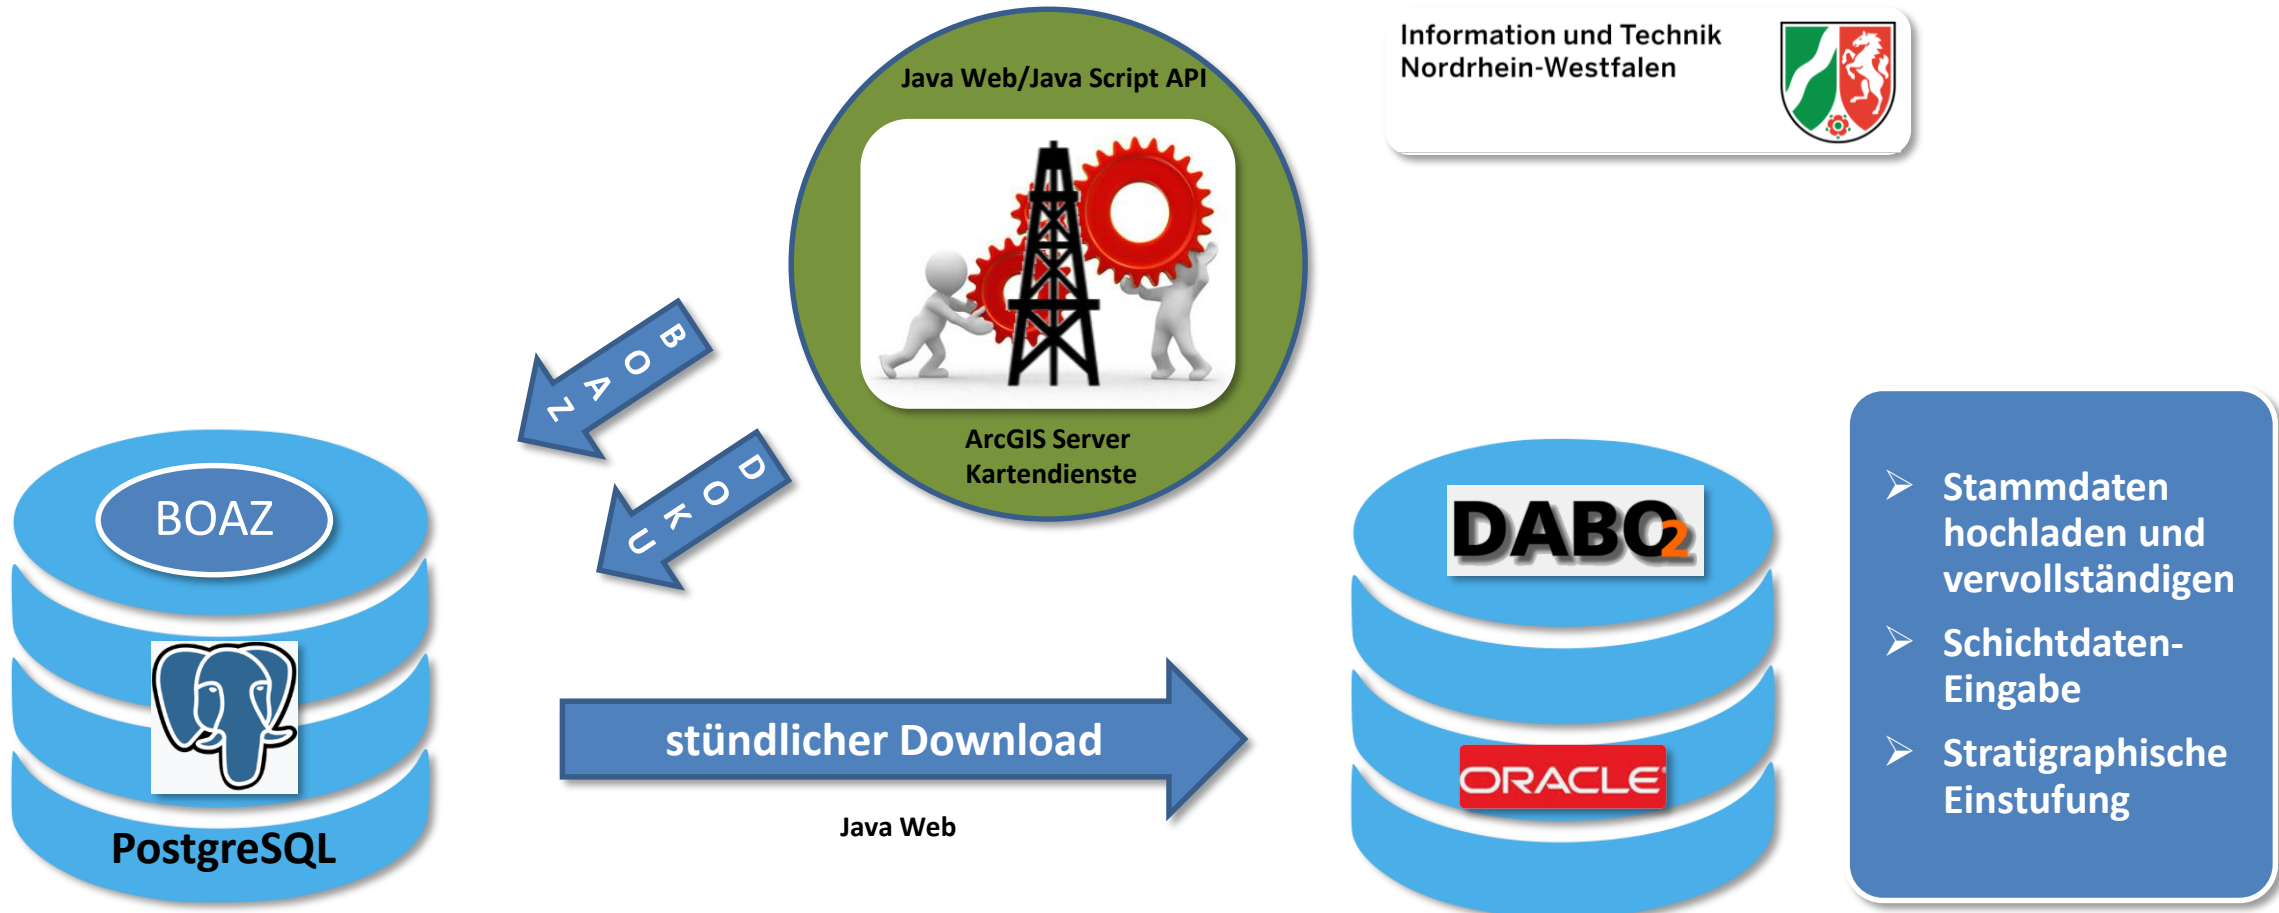 Information und Technik
Nordrhein-Westfalen
Java Web/Java Script API
ArcGIS Server
Kartendienste
BOAZ
DOKU
BOAZ
PostgreSQL
stündlicher Download
Java Web
DABO2
ORACLE
Stammdaten
hochladen und
vervollständigen
Schichtdaten-
Eingabe
Stratigraphische
Einstufung